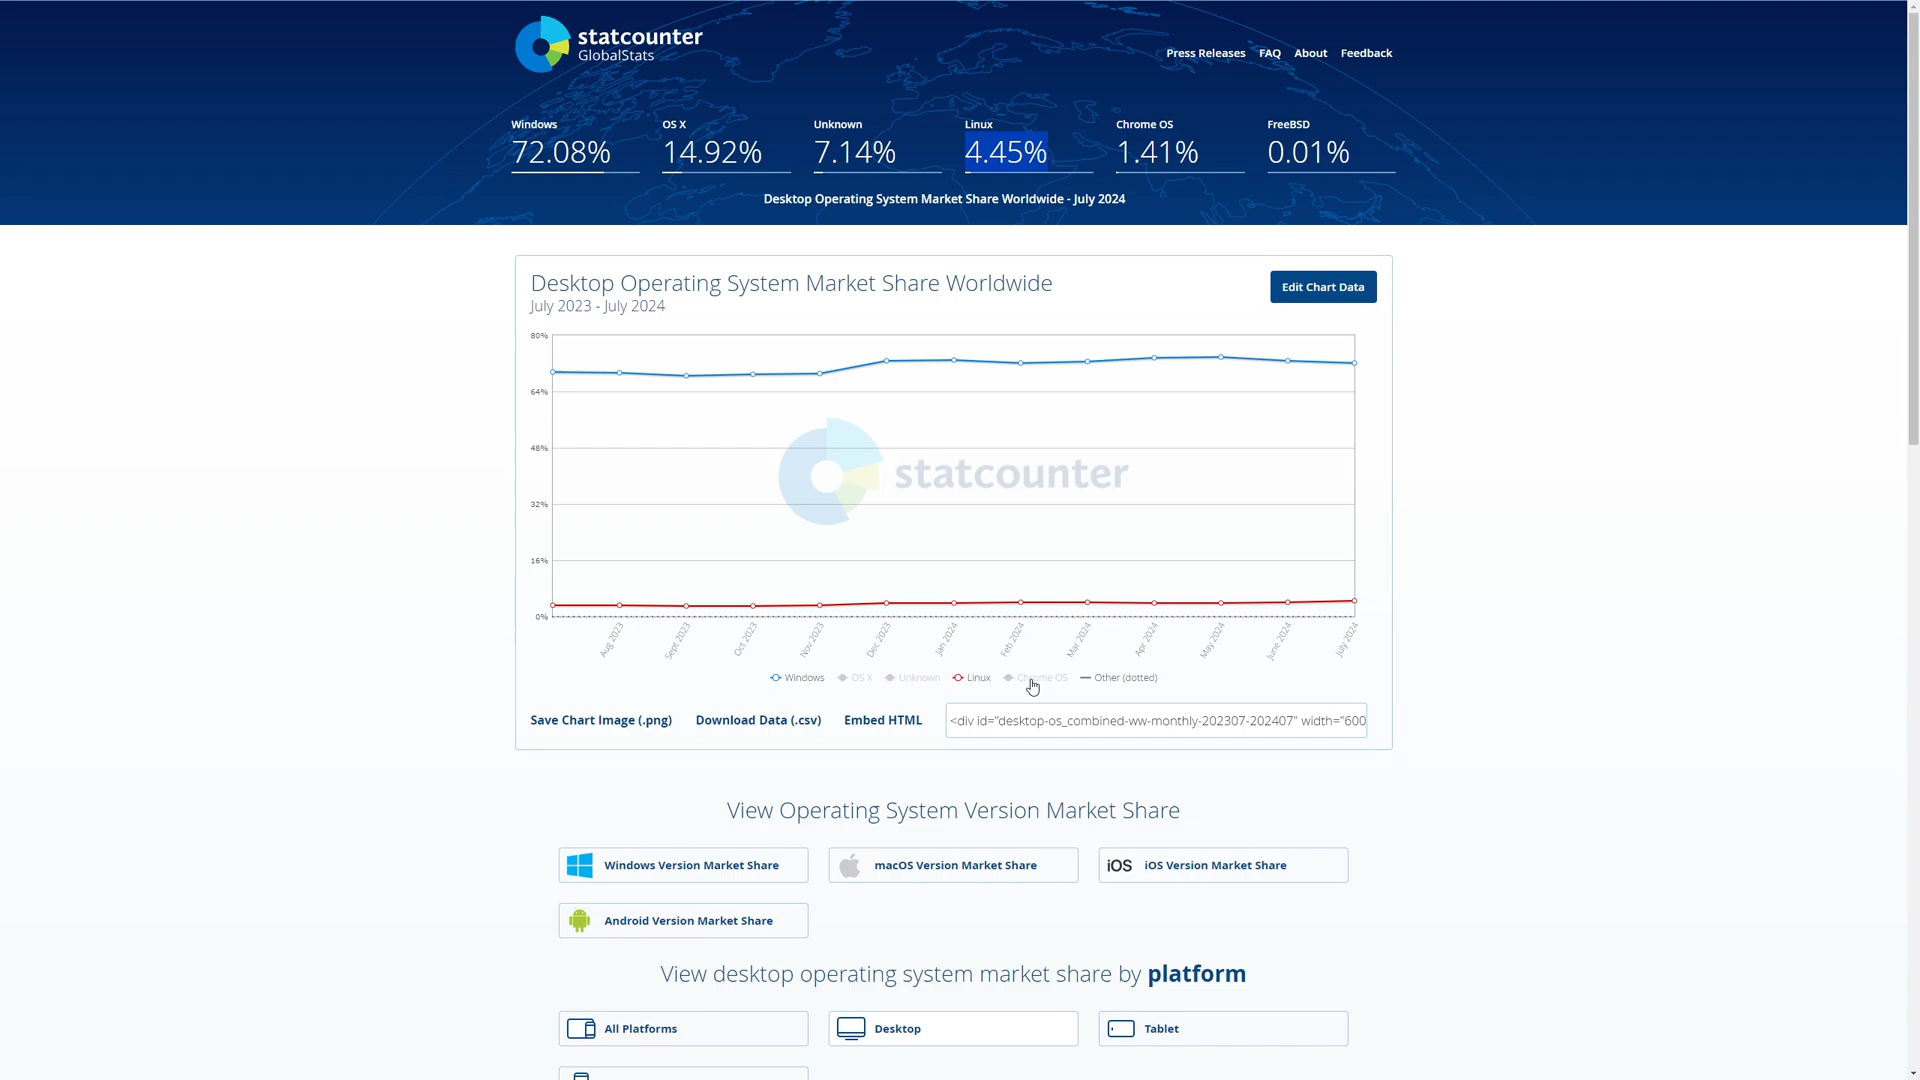 statcounter
GlobalStats
Press Releases FAQ About Feedback
Windows OS X Unknown Linux Chrome OS FreeBSD
72.08% 14.92% 7.14% 4.45% 1.41% 0.01%
Desktop Operating System Market Share Worldwide - July 2024
Desktop Operating System Market Share Worldwide
July 2023 - July 2024
Edit Chart Data
80%
64%
48%
statcounter
32%
16%
0%
Aug 2023 Sept 2023 Oct 2023 Nov 2023 Dec 2023 Jan 2024 Feb 2024 Mar 2024 Apr 2024 May 2024 June 2024 July 2024
Windows OS X Unknown Linux Chrome OS Other (dotted)
Save Chart Image (.png) Download Data (.csv) Embed HTML <div id="desktop-os_combined-ww-monthly-202307-202407" width="600
View Operating System Version Market Share
Windows Version Market Share macOS Version Market Share iOS iOS Version Market Share
Android Version Market Share
View desktop operating system market share by platform
All Platforms Desktop Tablet